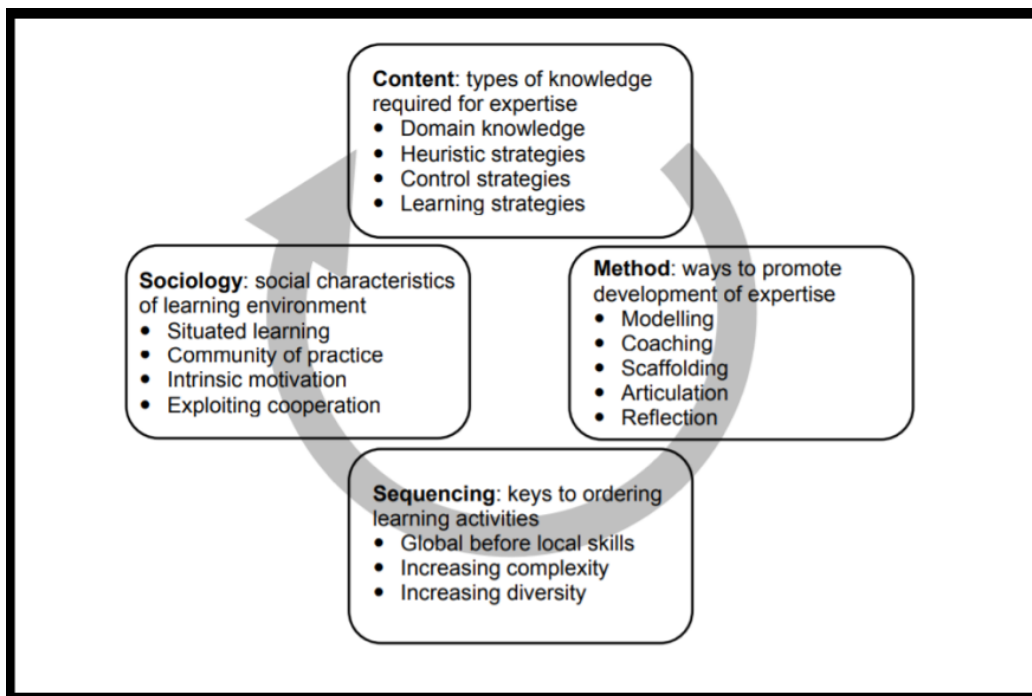 Content: types of knowledge
required for expertise
• Domain knowledge
• Heuristic strategies
• Control strategies
• Learning strategies
Sociology: social characteristics
of learning environment
• Situated learning
• Community of practice
• Intrinsic motivation
• Exploiting cooperation
Method: ways to promote
development of expertise
• Modelling
• Coaching
• Scaffolding
• Articulation
• Reflection
Sequencing: keys to ordering
learning activities
• Global before local skills
• Increasing complexity
• Increasing diversity